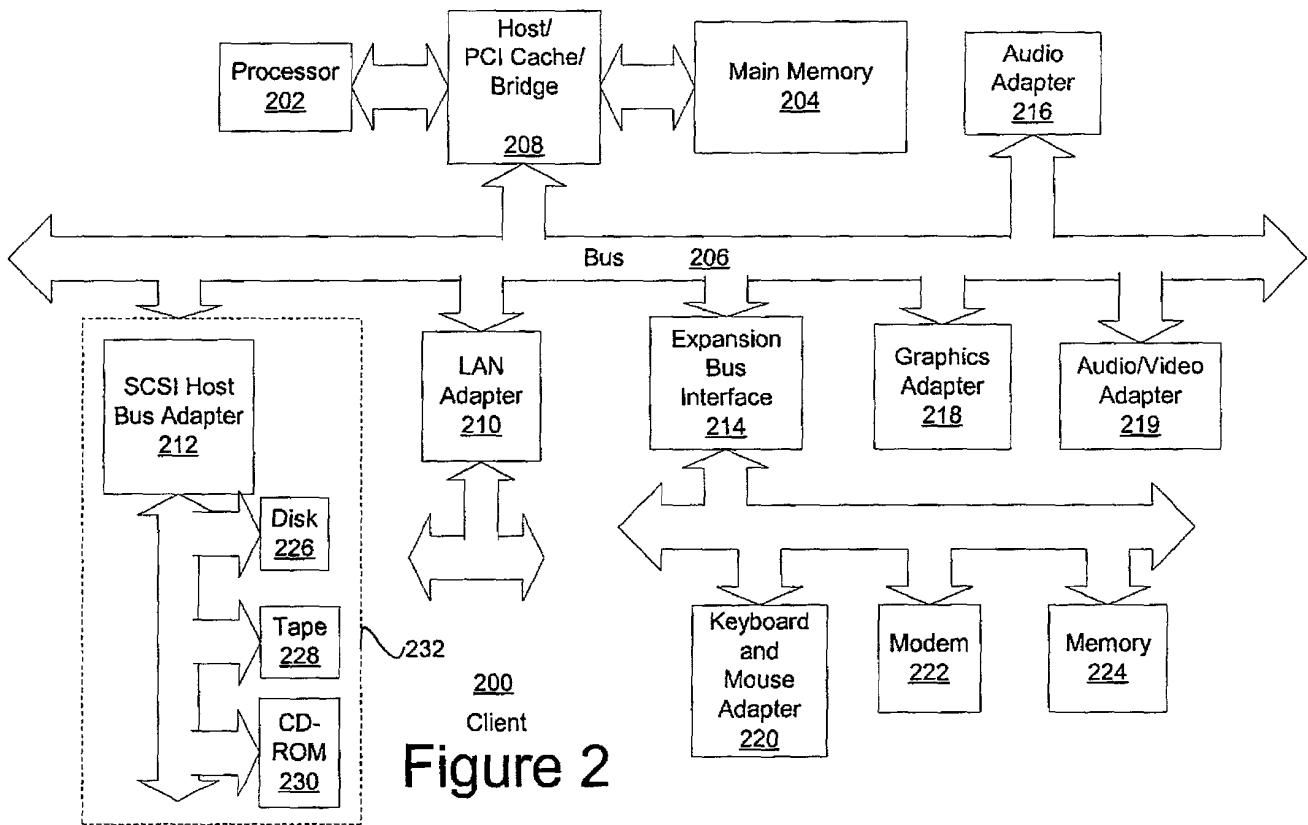 Processor
202
Host/
PCI Cache/
Bridge
208
Main Memory
204
Audio
Adapter
216
Bus 206
SCSI Host
Bus Adapter
212
LAN
Adapter
210
Expansion
Bus
Interface
214
Graphics
Adapter
218
Audio/Video
Adapter
219
Disk
226
Tape
228
CD-
ROM
230
232
200
Client
Keyboard
and
Mouse
Adapter
220
Modem
222
Memory
224
Figure 2